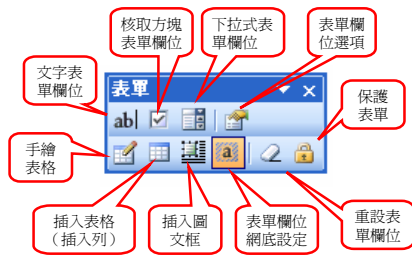 核取方塊
表單欄位
下拉式表
單欄位
表單欄
位選項
文字表
單欄位
表單
ab|
保護
表單
手繪
表格
a
插入表格
（插入列）
插入圖
文框
表單欄位
網底設定
重設表
單欄位